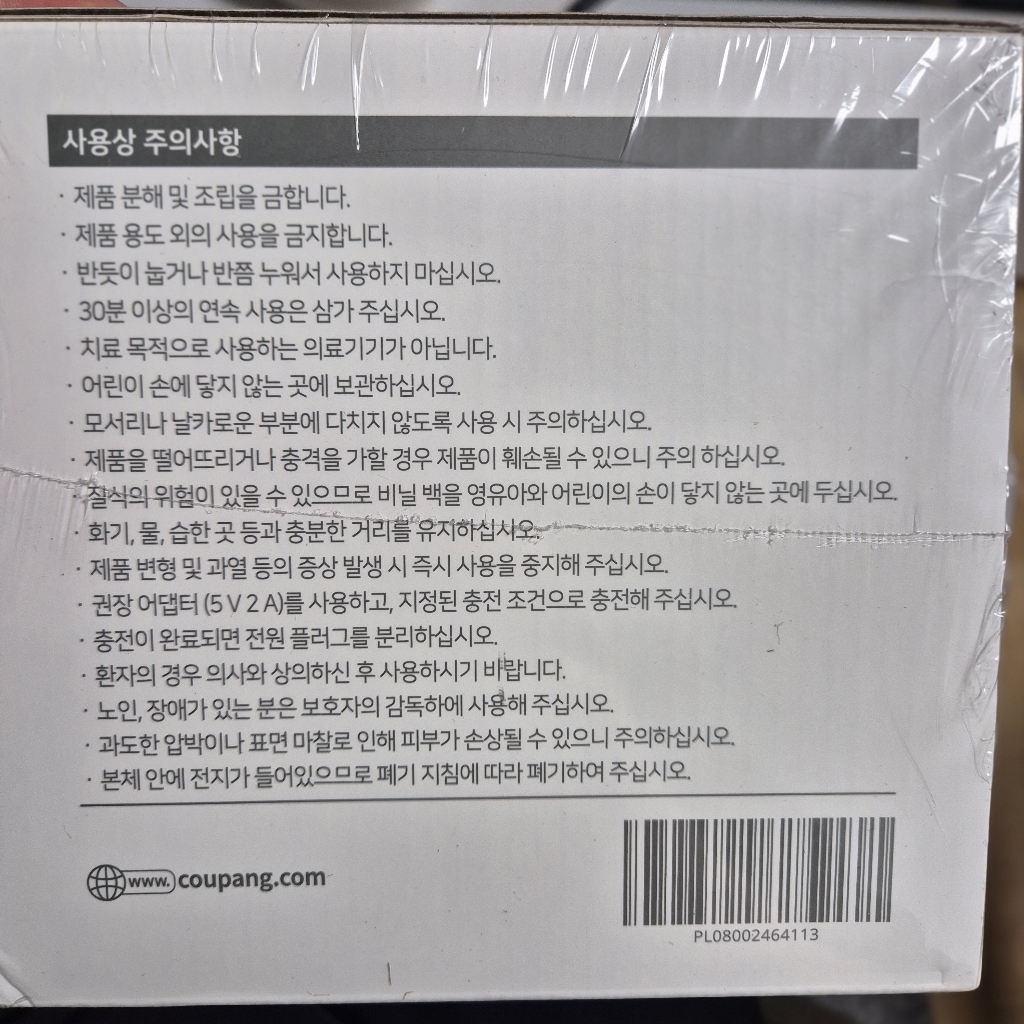 사용상 주의사항
· 제품 분해 및 조립을 금합니다.
· 제품 용도 외의 사용을 금지합니다.
· 반듯이 눕거나 반쯤 누워서 사용하지 마십시오.
· 30분 이상의 연속 사용은 삼가 주십시오.
· 치료 목적으로 사용하는 의료기기가 아닙니다.
· 어린이 손에 닿지 않는 곳에 보관하십시오.
· 모서리나 날카로운 부분에 다치지 않도록 사용 시 주의하십시오.
· 제품을 떨어뜨리거나 충격을 가할 경우 제품이 훼손될 수 있으니 주의 하십시오.
· 질식의 위험이 있을 수 있으므로 비닐 백을 영유아와 어린이의 손이 닿지 않는 곳에 두십시오.
· 화기, 물, 습한 곳 등과 충분한 거리를 유지하십시오.
· 제품 변형 및 과열 등의 증상 발생 시 즉시 사용을 중지해 주십시오.
· 권장 어댑터 (5 V 2 A)를 사용하고, 지정된 충전 조건으로 충전해 주십시오.
· 충전이 완료되면 전원 플러그를 분리하십시오.
· 환자의 경우 의사와 상의하신 후 사용하시기 바랍니다.
· 노인, 장애가 있는 분은 보호자의 감독하에 사용해 주십시오.
· 과도한 압박이나 표면 마찰로 인해 피부가 손상될 수 있으니 주의하십시오.
· 본체 안에 전지가 들어있으므로 폐기 지침에 따라 폐기하여 주십시오.
www. coupang.com
PL08002464113